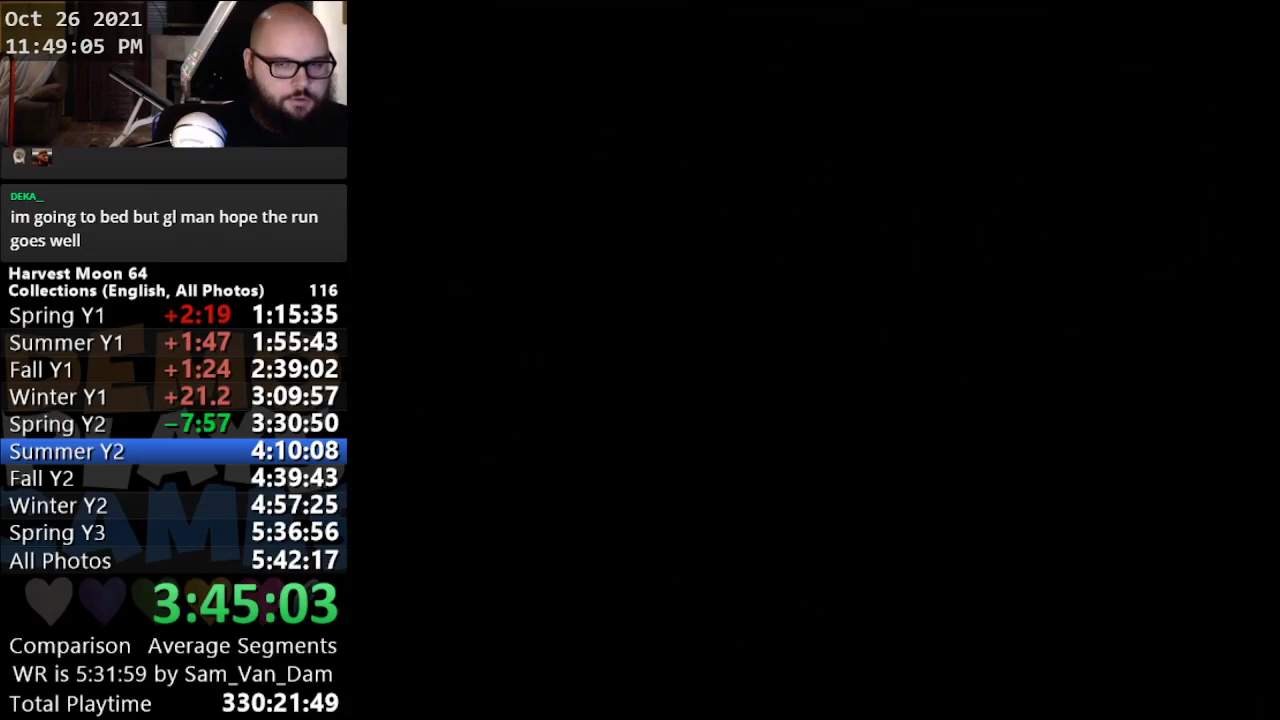 Oct 26 2021
11:49:05 PM
DEKA_
im going to bed but gl man hope the run
goes well
Harvest Moon 64
Collections (English, All Photos) 116
Spring Y1 +2:19 1:15:35
Summer Y1 +1:47 1:55:43
Fall Y1 +1:24 2:39:02
Winter Y1 +21.2 3:09:57
Spring Y2 −7:57 3:30:50
Summer Y2 4:10:08
Fall Y2 4:39:43
Winter Y2 4:57:25
Spring Y3 5:36:56
All Photos 5:42:17
3:45:03
Comparison Average Segments
WR is 5:31:59 by Sam_Van_Dam
Total Playtime 330:21:49